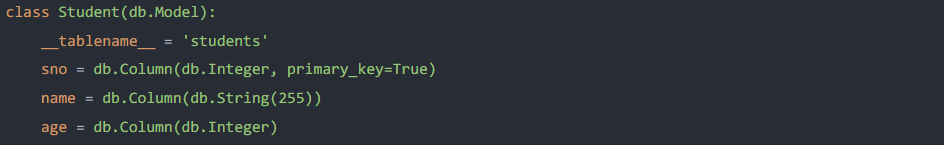 class Student(db.Model):
    __tablename__ = 'students'
    sno = db.Column(db.Integer, primary_key=True)
    name = db.Column(db.String(255))
    age = db.Column(db.Integer)